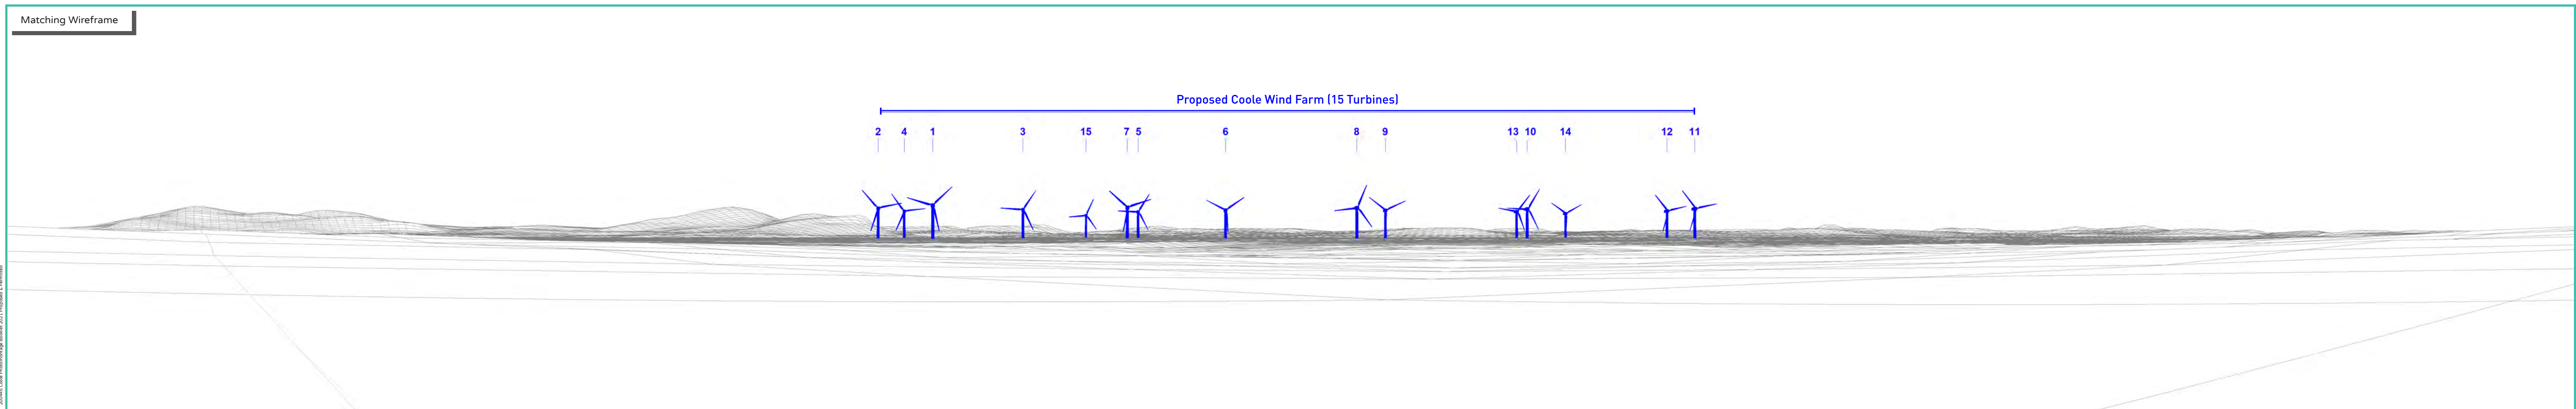 Matching Wireframe
Proposed Coole Wind Farm (15 Turbines)
2 4 1 3 15 7 5 6 8 9 13 10 14 12 11